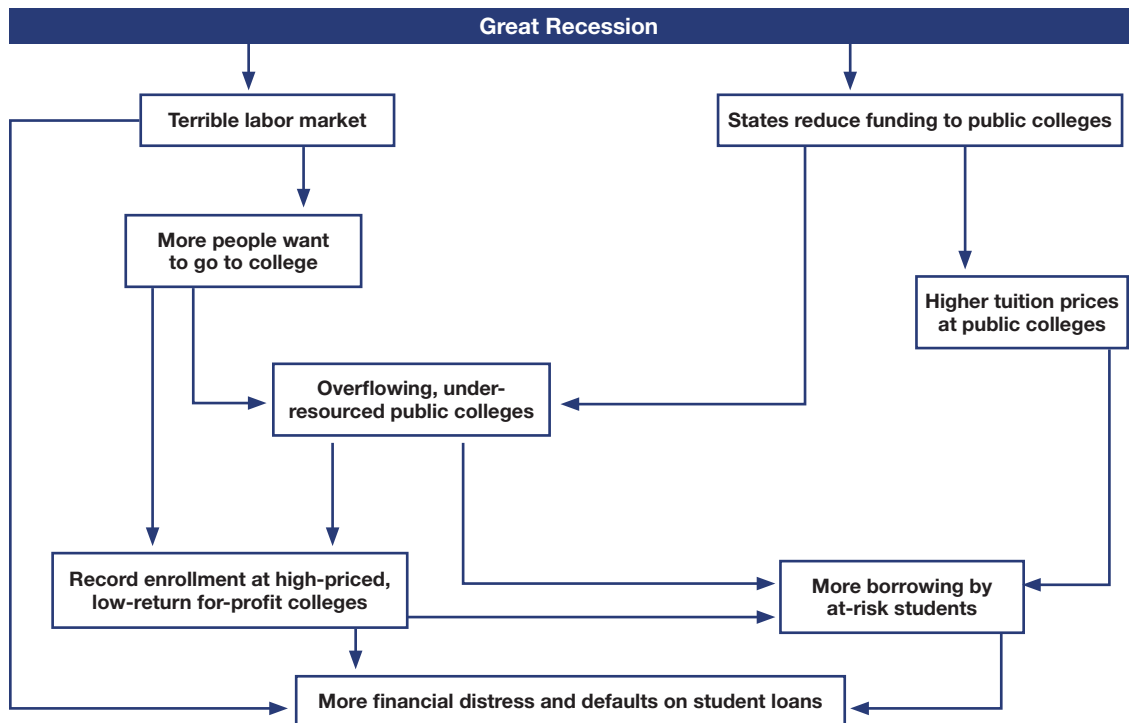 Great Recession
Terrible labor market
States reduce funding to public colleges
More people want
to go to college
Higher tuition prices
at public colleges
Overflowing, under-
resourced public colleges
Record enrollment at high-priced,
low-return for-profit colleges
More borrowing by
at-risk students
More financial distress and defaults on student loans